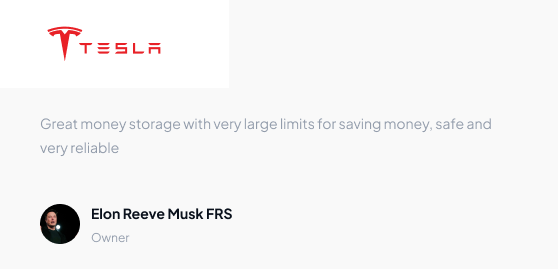 TESLA
Great money storage with very large limits for saving money, safe and
very reliable
Elon Reeve Musk FRS
Owner